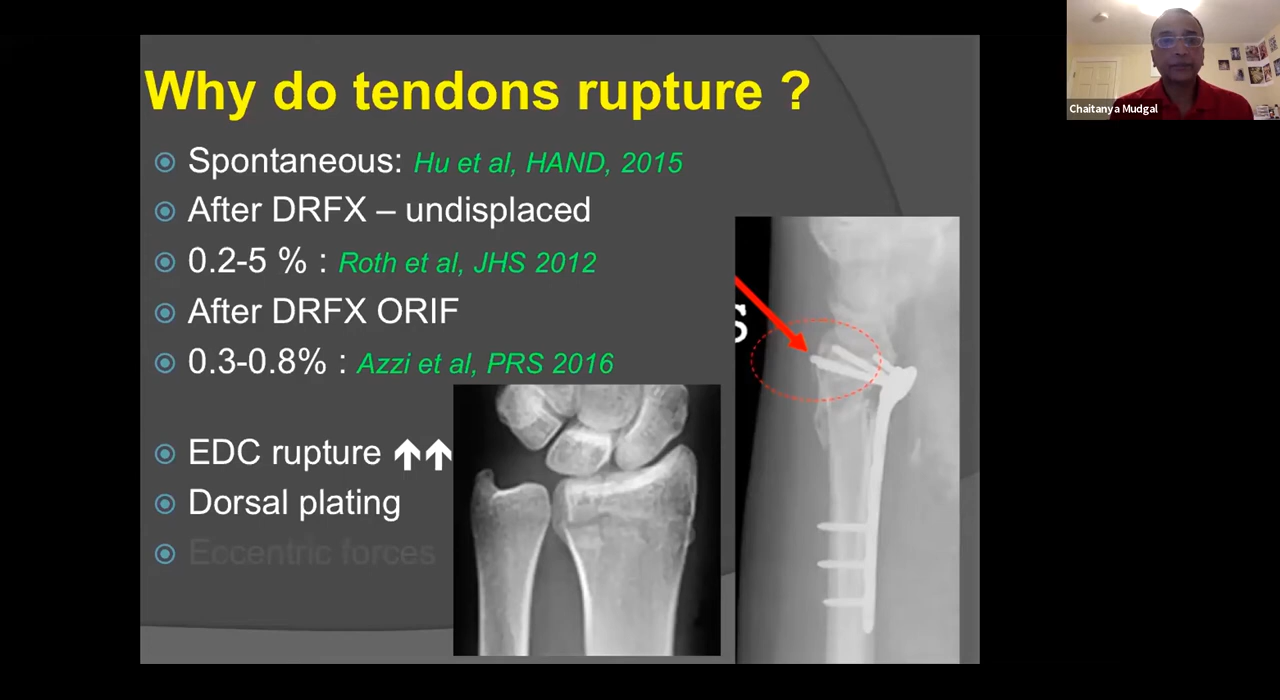 Why do tendons rupture ?
Spontaneous: Hu et al, HAND, 2015
After DRFX – undisplaced
0.2-5 % : Roth et al, JHS 2012
After DRFX ORIF
0.3-0.8% : Azzi et al, PRS 2016
EDC rupture
Dorsal plating
Eccentric forces
S
Chaitanya Mudgal